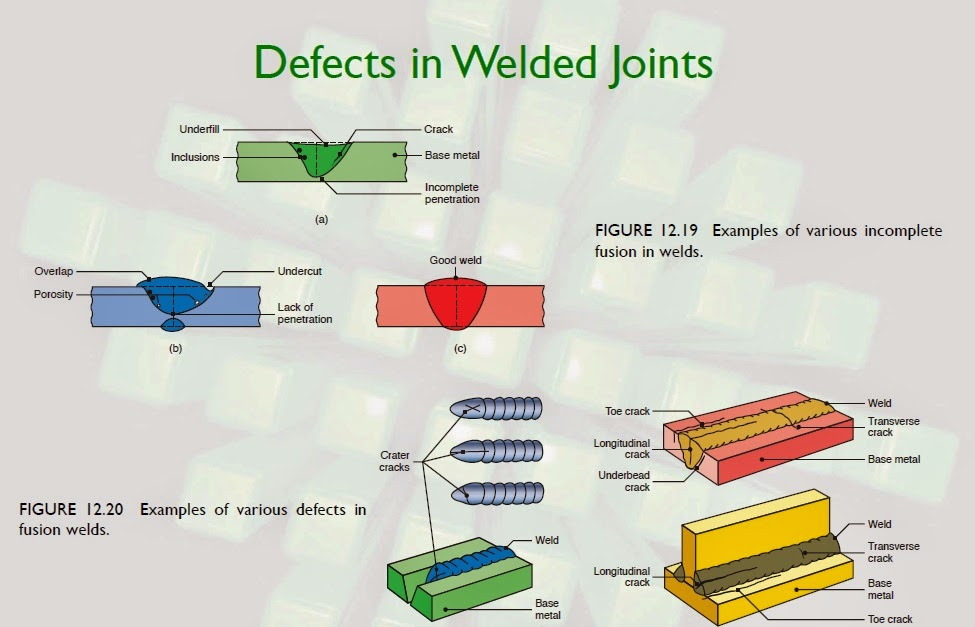 Defects in Welded Joints
Underfill
Crack
Inclusions
Base metal
Incomplete
penetration
(a)
FIGURE 12.19 Examples of various incomplete
fusion in welds.
Overlap
Undercut
Porosity
Lack of
penetration
(b)
Good weld
(c)
Crater
cracks
Toe crack
Weld
Transverse
crack
Longitudinal
crack
Base metal
Underbead
crack
FIGURE 12.20 Examples of various defects in
fusion welds.
Weld
Base
metal
Weld
Transverse
crack
Longitudinal
crack
Base
metal
Toe crack